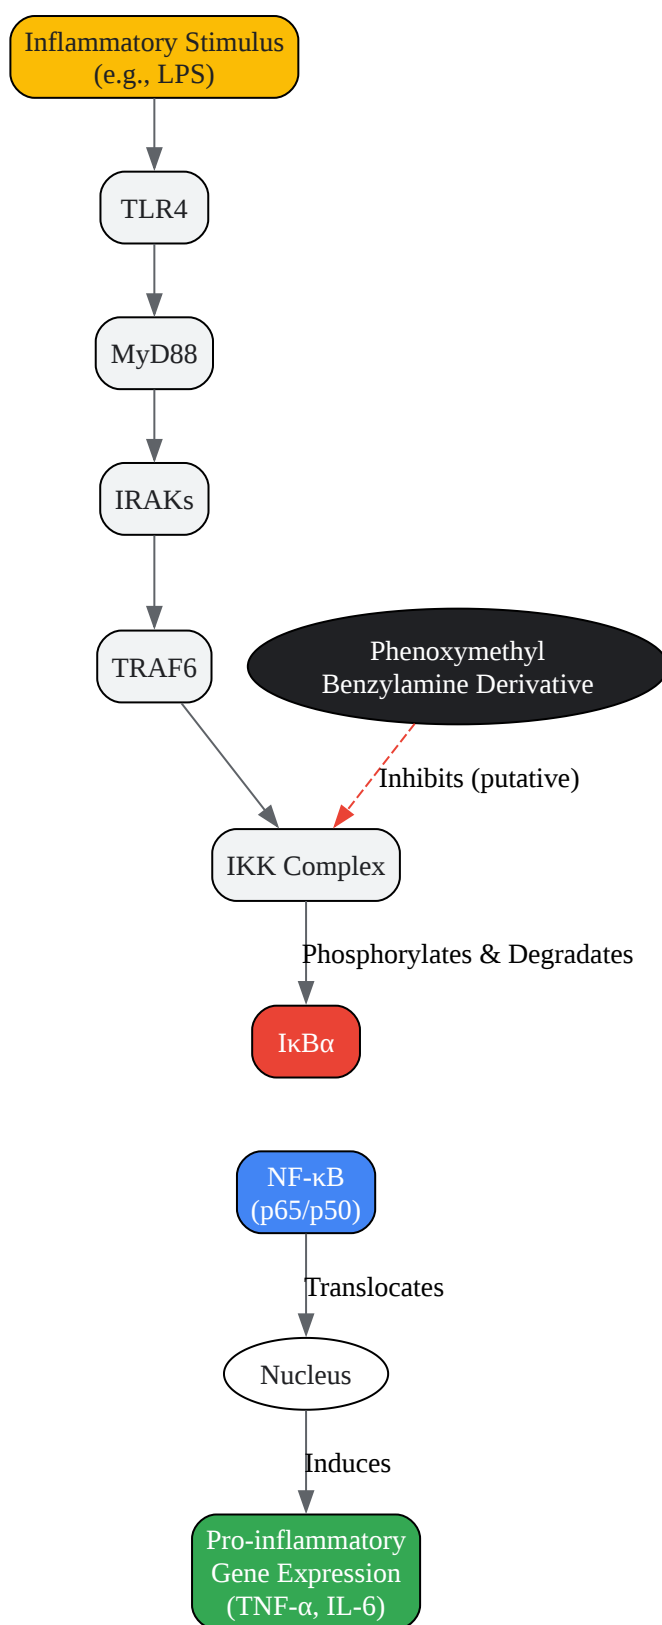 Inflammatory Stimulus
(e.g., LPS)
TLR4
MyD88
IRAKs
TRAF6
Phenoxymethyl
Benzylamine Derivative
Inhibits (putative)
IKK Complex
Phosphorylates & Degradates
IκBα
NF-κB
(p65/p50)
Translocates
Nucleus
Induces
Pro-inflammatory
Gene Expression
(TNF-α, IL-6)